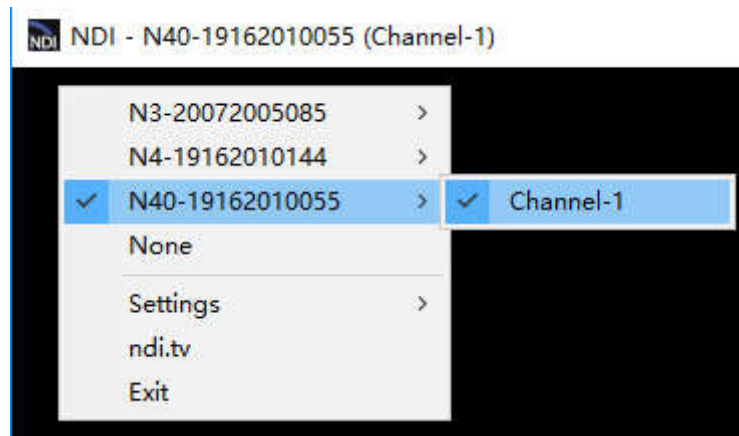 NDI NDI - N40-19162010055 (Channel-1)
N3-20072005085
N4-19162010144
N40-19162010055
Channel-1
None
Settings
ndi.tv
Exit